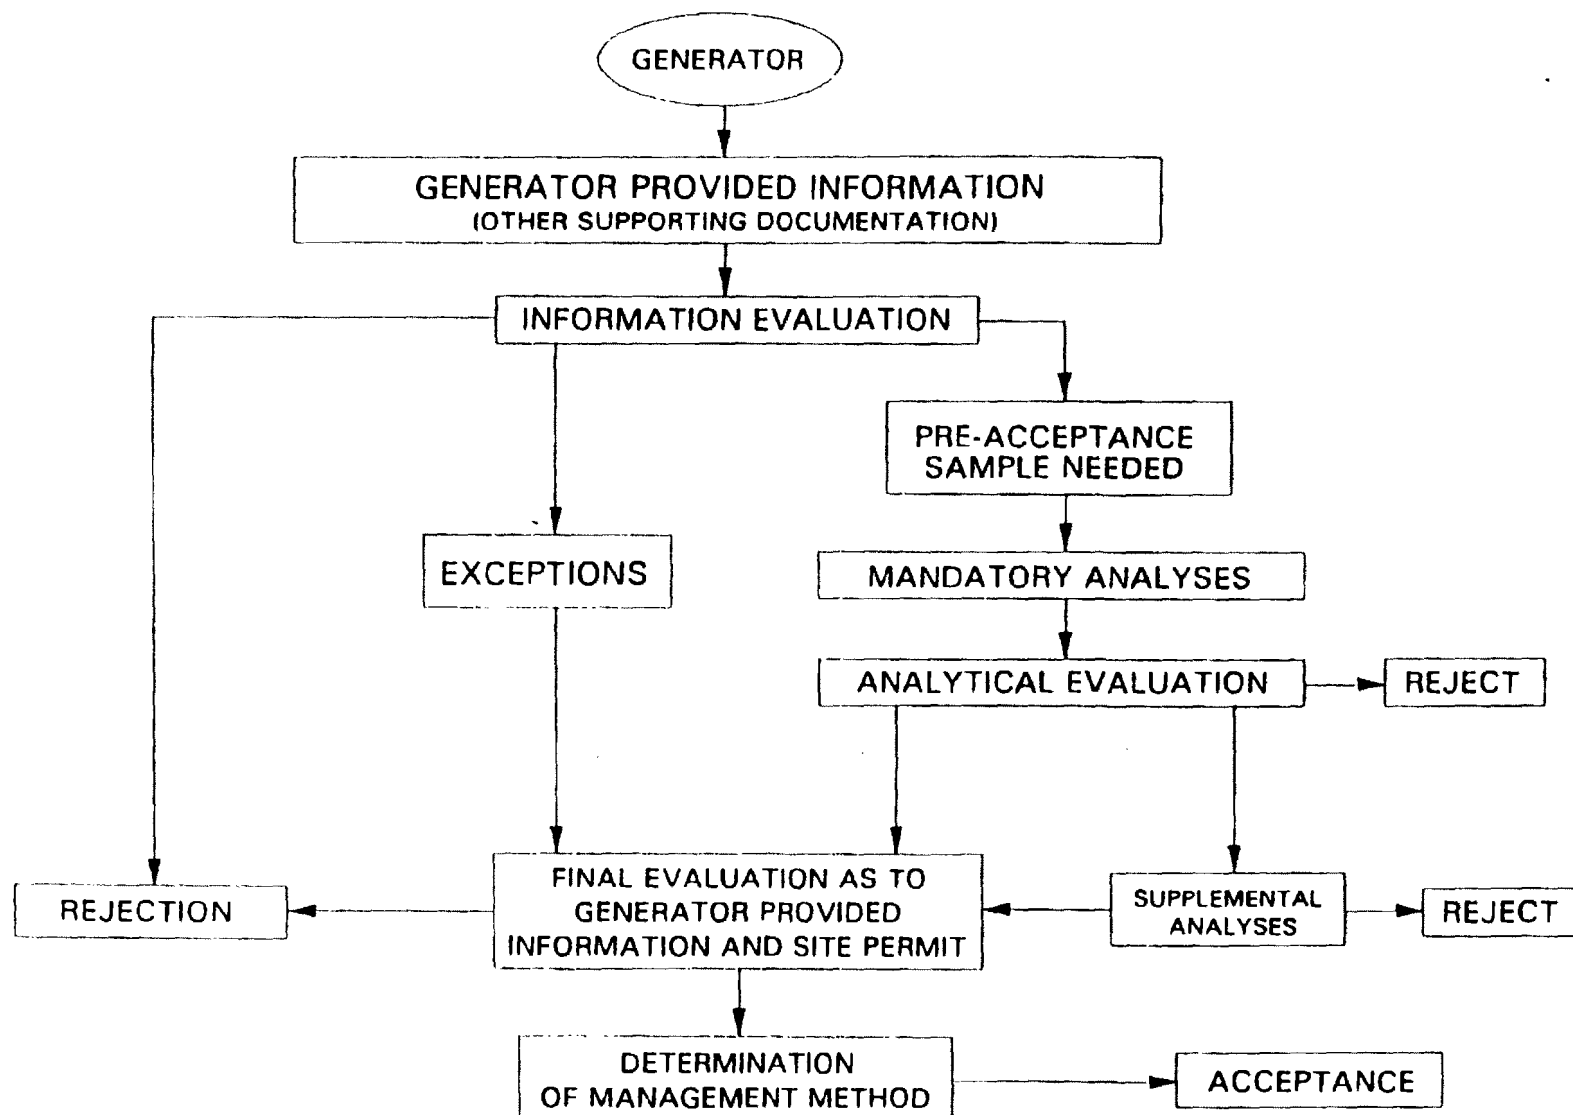 GENERATOR
GENERATOR PROVIDED INFORMATION
(OTHER SUPPORTING DOCUMENTATION)
INFORMATION EVALUATION
PRE-ACCEPTANCE
SAMPLE NEEDED
EXCEPTIONS
MANDATORY ANALYSES
ANALYTICAL EVALUATION
REJECT
REJECTION
FINAL EVALUATION AS TO
GENERATOR PROVIDED
INFORMATION AND SITE PERMIT
SUPPLEMENTAL
ANALYSES
REJECT
DETERMINATION
OF MANAGEMENT METHOD
ACCEPTANCE